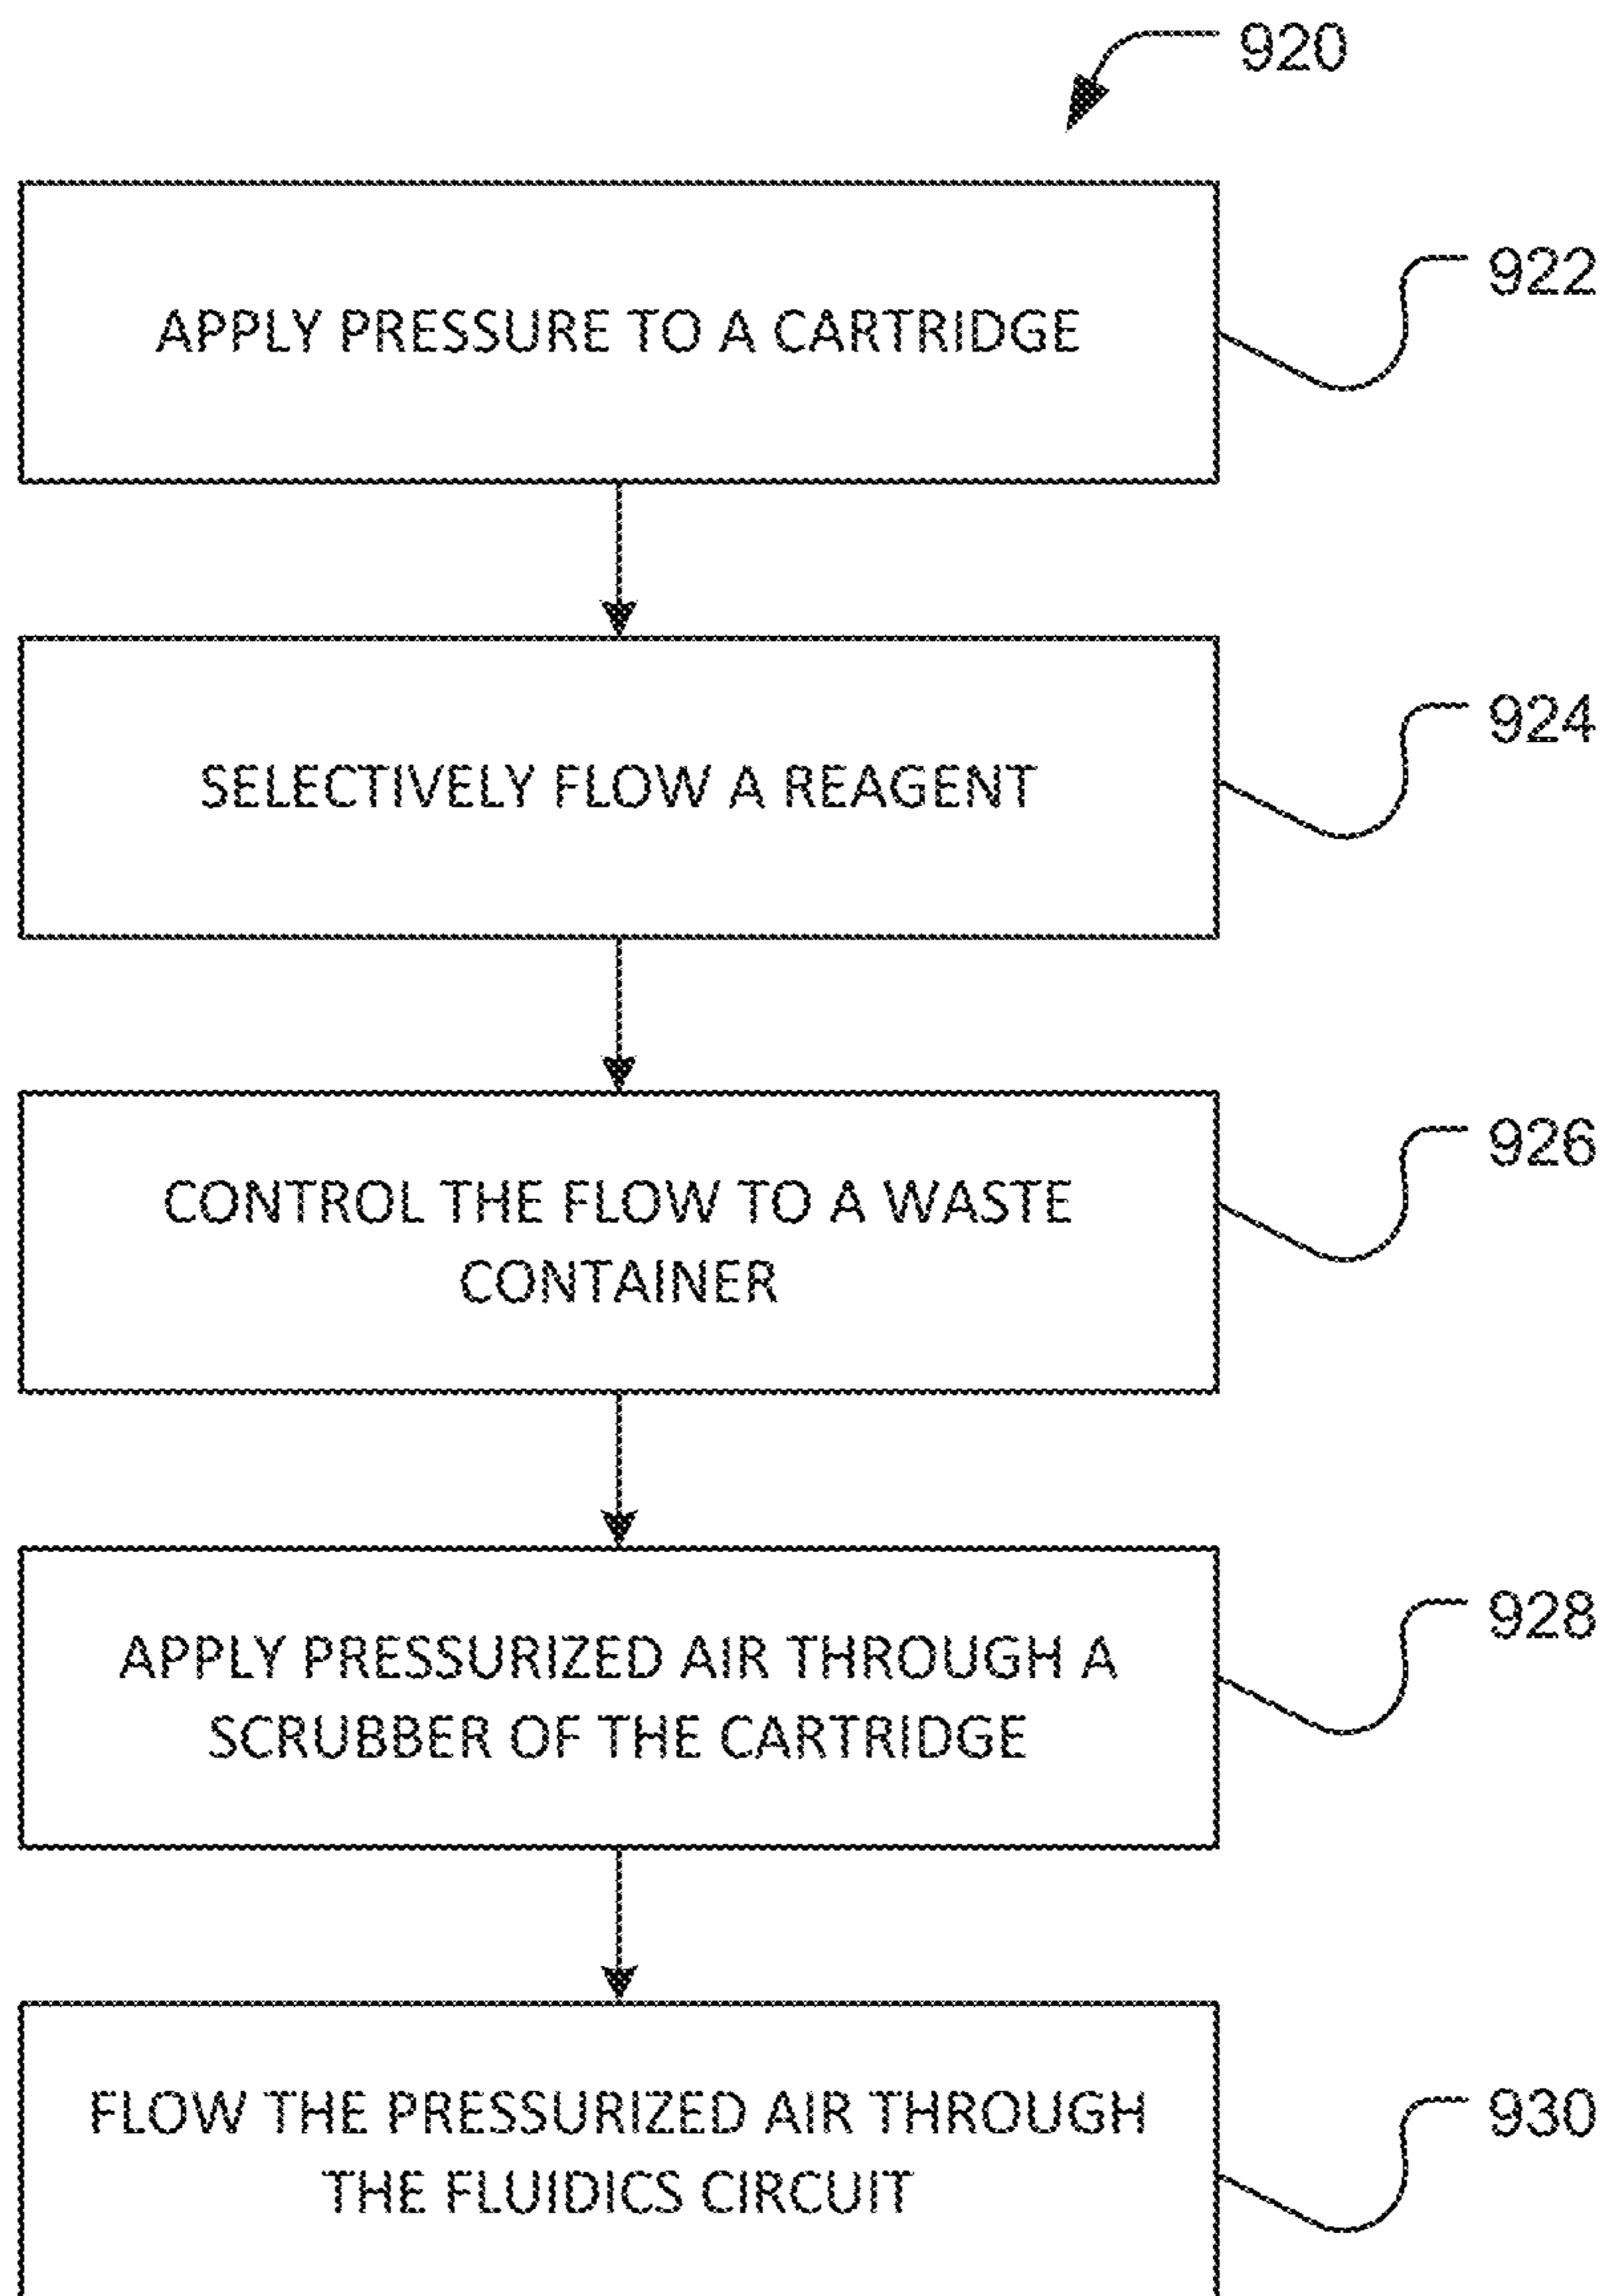 920
APPLY PRESSURE TO A CARTRIDGE
922
SELECTIVELY FLOW A REAGENT
924
CONTROL THE FLOW TO A WASTE
CONTAINER
926
APPLY PRESSURIZED AIR THROUGH A
SCRUBBER OF THE CARTRIDGE
928
FLOW THE PRESSURIZED AIR THROUGH
THE FLUIDICS CIRCUIT
930